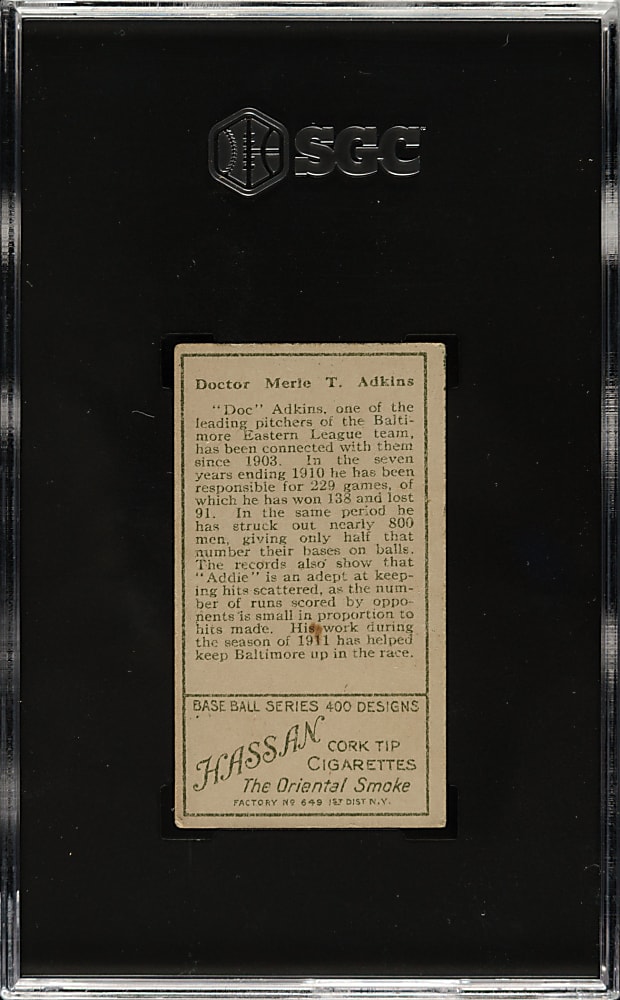 SGC
Doctor Merle T. Adkins
"Doc" Adkins, one of the
leading pitchers of the Balti-
more Eastern League team,
has been connected with them
since 1903. In the seven
years ending 1910 he has been
responsible for 229 games, of
which he has won 138 and lost
91. In the same period he
has struck out nearly 800
men, giving only half that
number their bases on balls.
The records also show that
"Addie" is an adept at keep-
ing hits scattered, as the num-
ber of runs scored by oppo-
nents is small in proportion to
hits made. His work during
the season of 1911 has helped
keep Baltimore up in the race.
BASE BALL SERIES 400 DESIGNS
HASSAN CORK TIP
CIGARETTES
The Oriental Smoke
FACTORY No 649 1ST DIST N.Y.